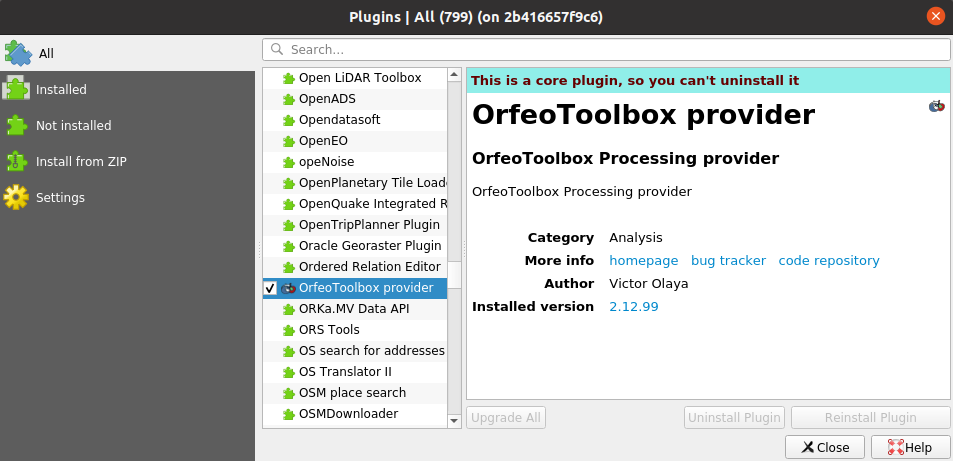 Plugins | All (799) (on 2b416657f9c6)
All
Installed
Not installed
Install from ZIP
Settings
Search...
Open LiDAR Toolbox
OpenADS
Opendatasoft
OpenEO
opeNoise
OpenPlanetary Tile Load
OpenQuake Integrated R
OpenTripPlanner Plugin
Oracle Georaster Plugin
Ordered Relation Editor
OrfeoToolbox provider
ORKa.MV Data API
ORS Tools
OS search for addresses
OS Translator II
OSM place search
OSMDownloader
This is a core plugin, so you can't uninstall it
OrfeoToolbox provider
OrfeoToolbox Processing provider
OrfeoToolbox Processing provider
Category Analysis
More info homepage bug tracker code repository
Author Victor Olaya
Installed version 2.12.99
Upgrade All Uninstall Plugin Reinstall Plugin
Close Help